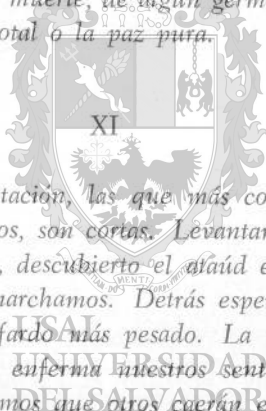 muerte, de algún germ
otal o la paz pura.
XI
tación, las que más co
os, son cortas. Levantar
, descubierto el ataúd e
marchamos. Detrás espe
fardo más pesado. La
enferma nuestros sent
mos que otros caerán e
USAL
UNIVERSIDAD
DEL SALVADOR